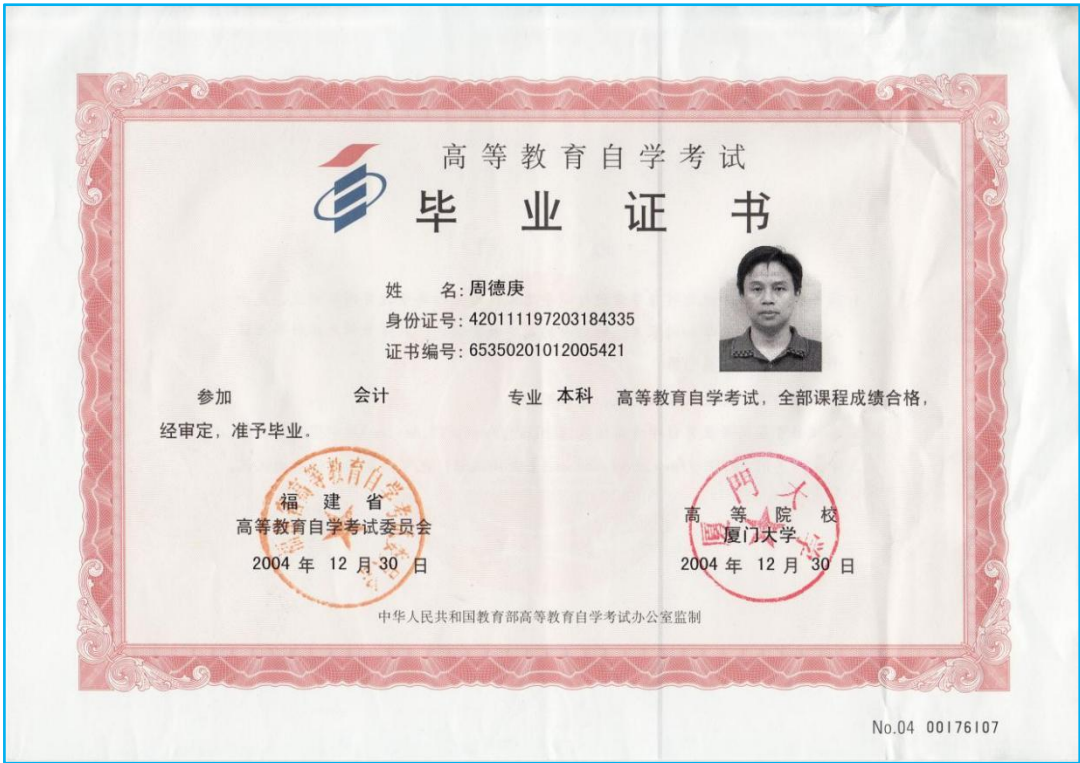 高等教育自学考试
毕业证书
姓 名:周德庚
身份证号:420111197203184335
证书编号:65350201012005421
参加 会计 专业 本科 高等教育自学考试,全部课程成绩合格,
经审定,准予毕业.
福建省
高等教育自学考试委员会
2004 年 12 月 30 日
高等院校
厦门大学
2004 年 12 月 30 日
厦門大学
中华人民共和国教育部高等教育自学考试办公室监制
No.04 00176107